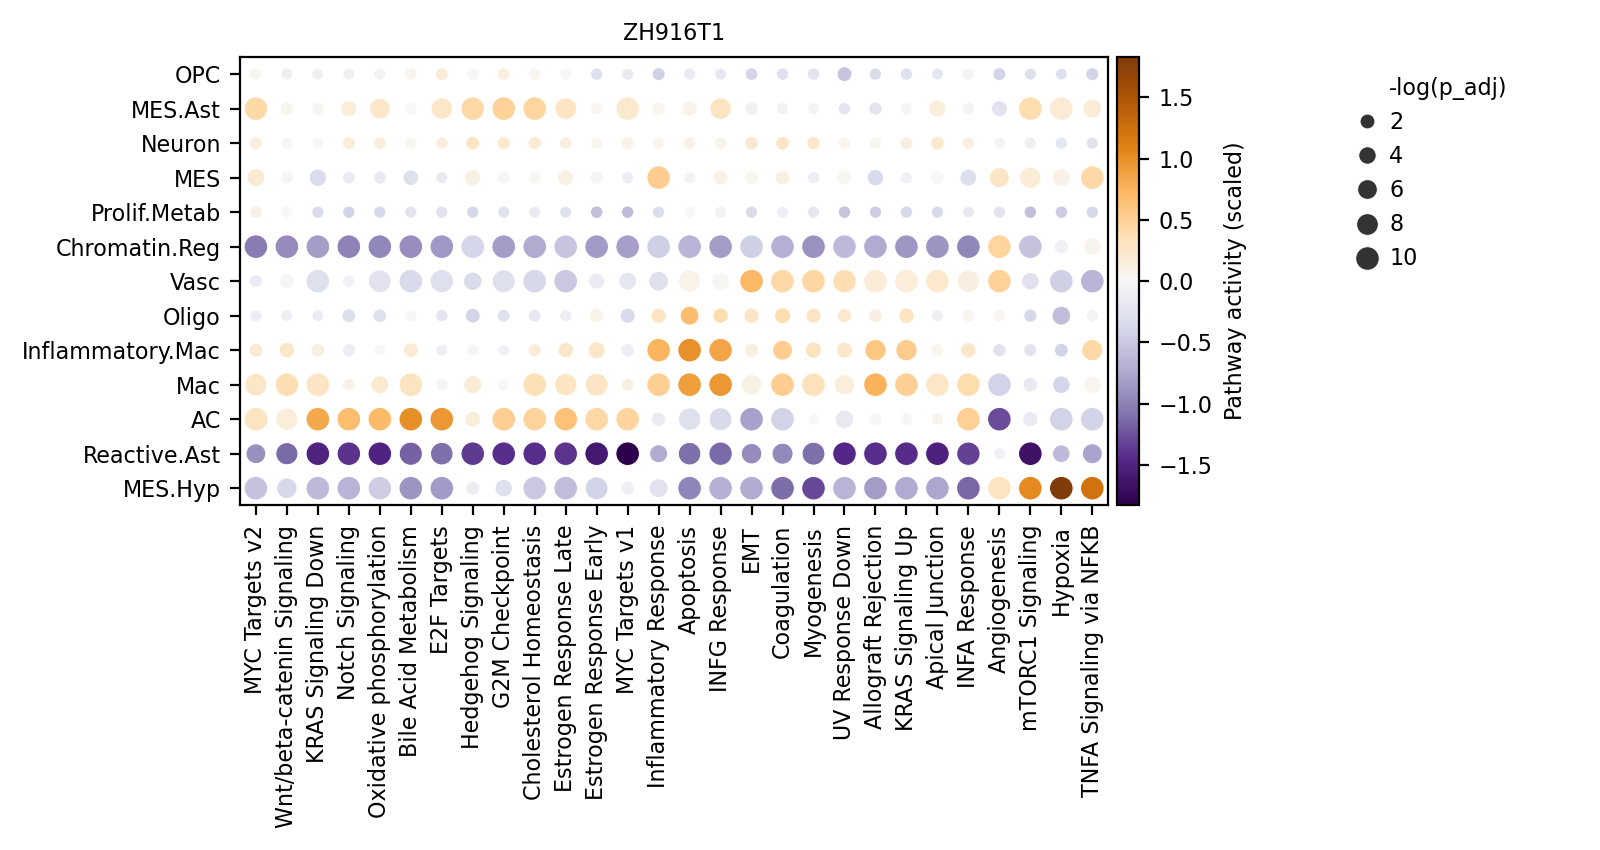 ZH916T1
OPC
MES.Ast
Neuron
MES
Prolif.Metab
Chromatin.Reg
Vasc
Oligo
Inflammatory.Mac
Mac
AC
Reactive.Ast
MES.Hyp
MYC Targets v2
Wnt/beta-catenin Signaling
KRAS Signaling Down
Notch Signaling
Oxidative phosphorylation
Bile Acid Metabolism
E2F Targets
Hedgehog Signaling
G2M Checkpoint
Cholesterol Homeostasis
Estrogen Response Late
Estrogen Response Early
MYC Targets v1
Inflammatory Response
Apoptosis
INFG Response
EMT
Coagulation
Myogenesis
UV Response Down
Allograft Rejection
KRAS Signaling Up
Apical Junction
INFA Response
Angiogenesis
mTORC1 Signaling
Hypoxia
TNFA Signaling via NFKB
1.5
1.0
0.5
0.0
−0.5
−1.0
−1.5
Pathway activity (scaled)
-log(p_adj)
2
4
6
8
10